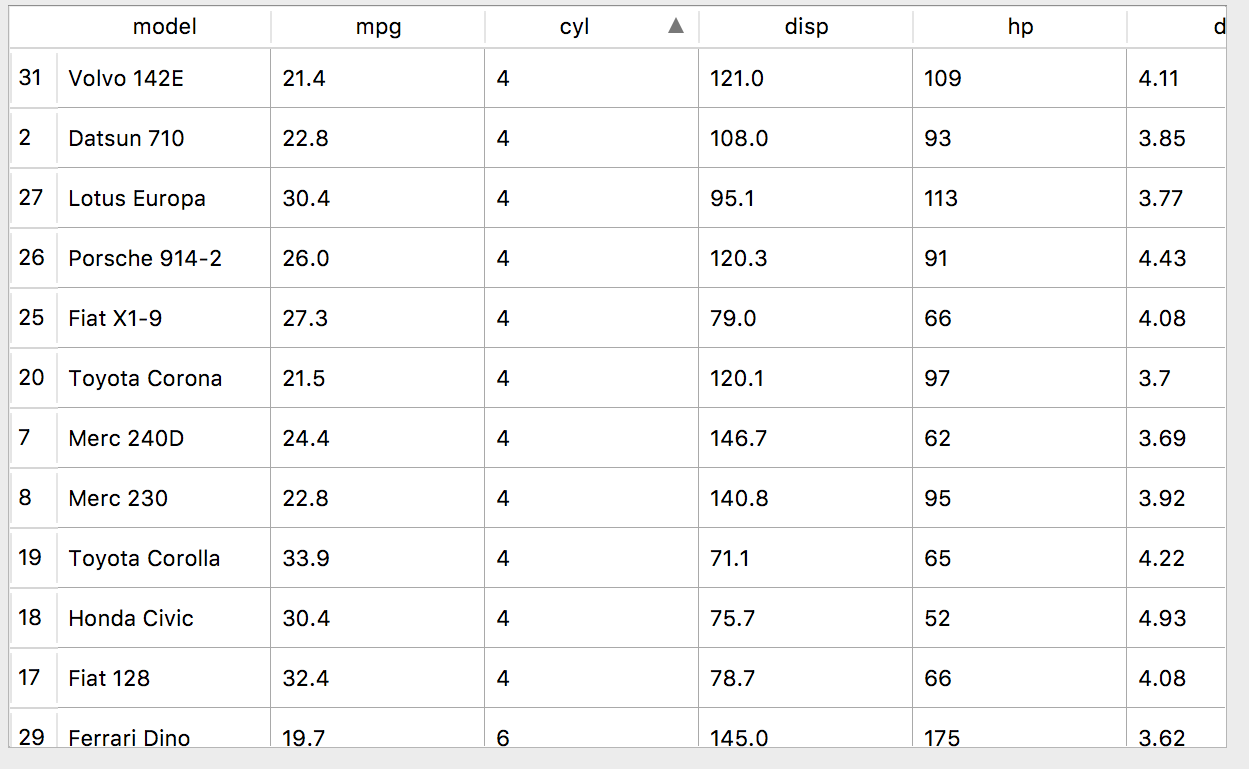 model mpg cyl ▲ disp hp d
31 Volvo 142E 21.4 4 121.0 109 4.11
2 Datsun 710 22.8 4 108.0 93 3.85
27 Lotus Europa 30.4 4 95.1 113 3.77
26 Porsche 914-2 26.0 4 120.3 91 4.43
25 Fiat X1-9 27.3 4 79.0 66 4.08
20 Toyota Corona 21.5 4 120.1 97 3.7
7 Merc 240D 24.4 4 146.7 62 3.69
8 Merc 230 22.8 4 140.8 95 3.92
19 Toyota Corolla 33.9 4 71.1 65 4.22
18 Honda Civic 30.4 4 75.7 52 4.93
17 Fiat 128 32.4 4 78.7 66 4.08
29 Ferrari Dino 19.7 6 145.0 175 3.62